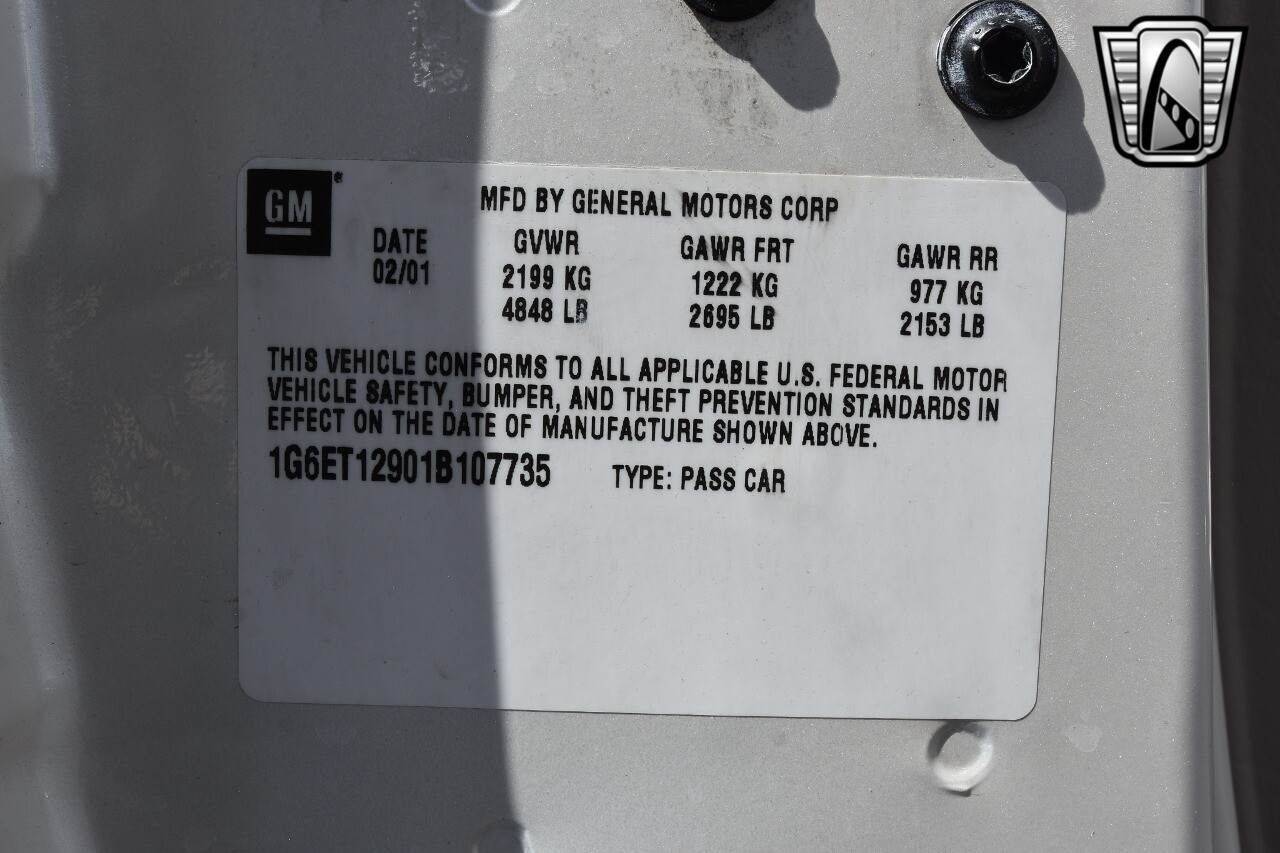 GM
MFD BY GENERAL MOTORS CORP
DATE GVWR GAWR FRT GAWR RR
02/01 2199 KG 1222 KG 977 KG
4848 LB 2695 LB 2153 LB
THIS VEHICLE CONFORMS TO ALL APPLICABLE U.S. FEDERAL MOTOR
VEHICLE SAFETY, BUMPER, AND THEFT PREVENTION STANDARDS IN
EFFECT ON THE DATE OF MANUFACTURE SHOWN ABOVE.
1G6ET12901B107735 TYPE: PASS CAR